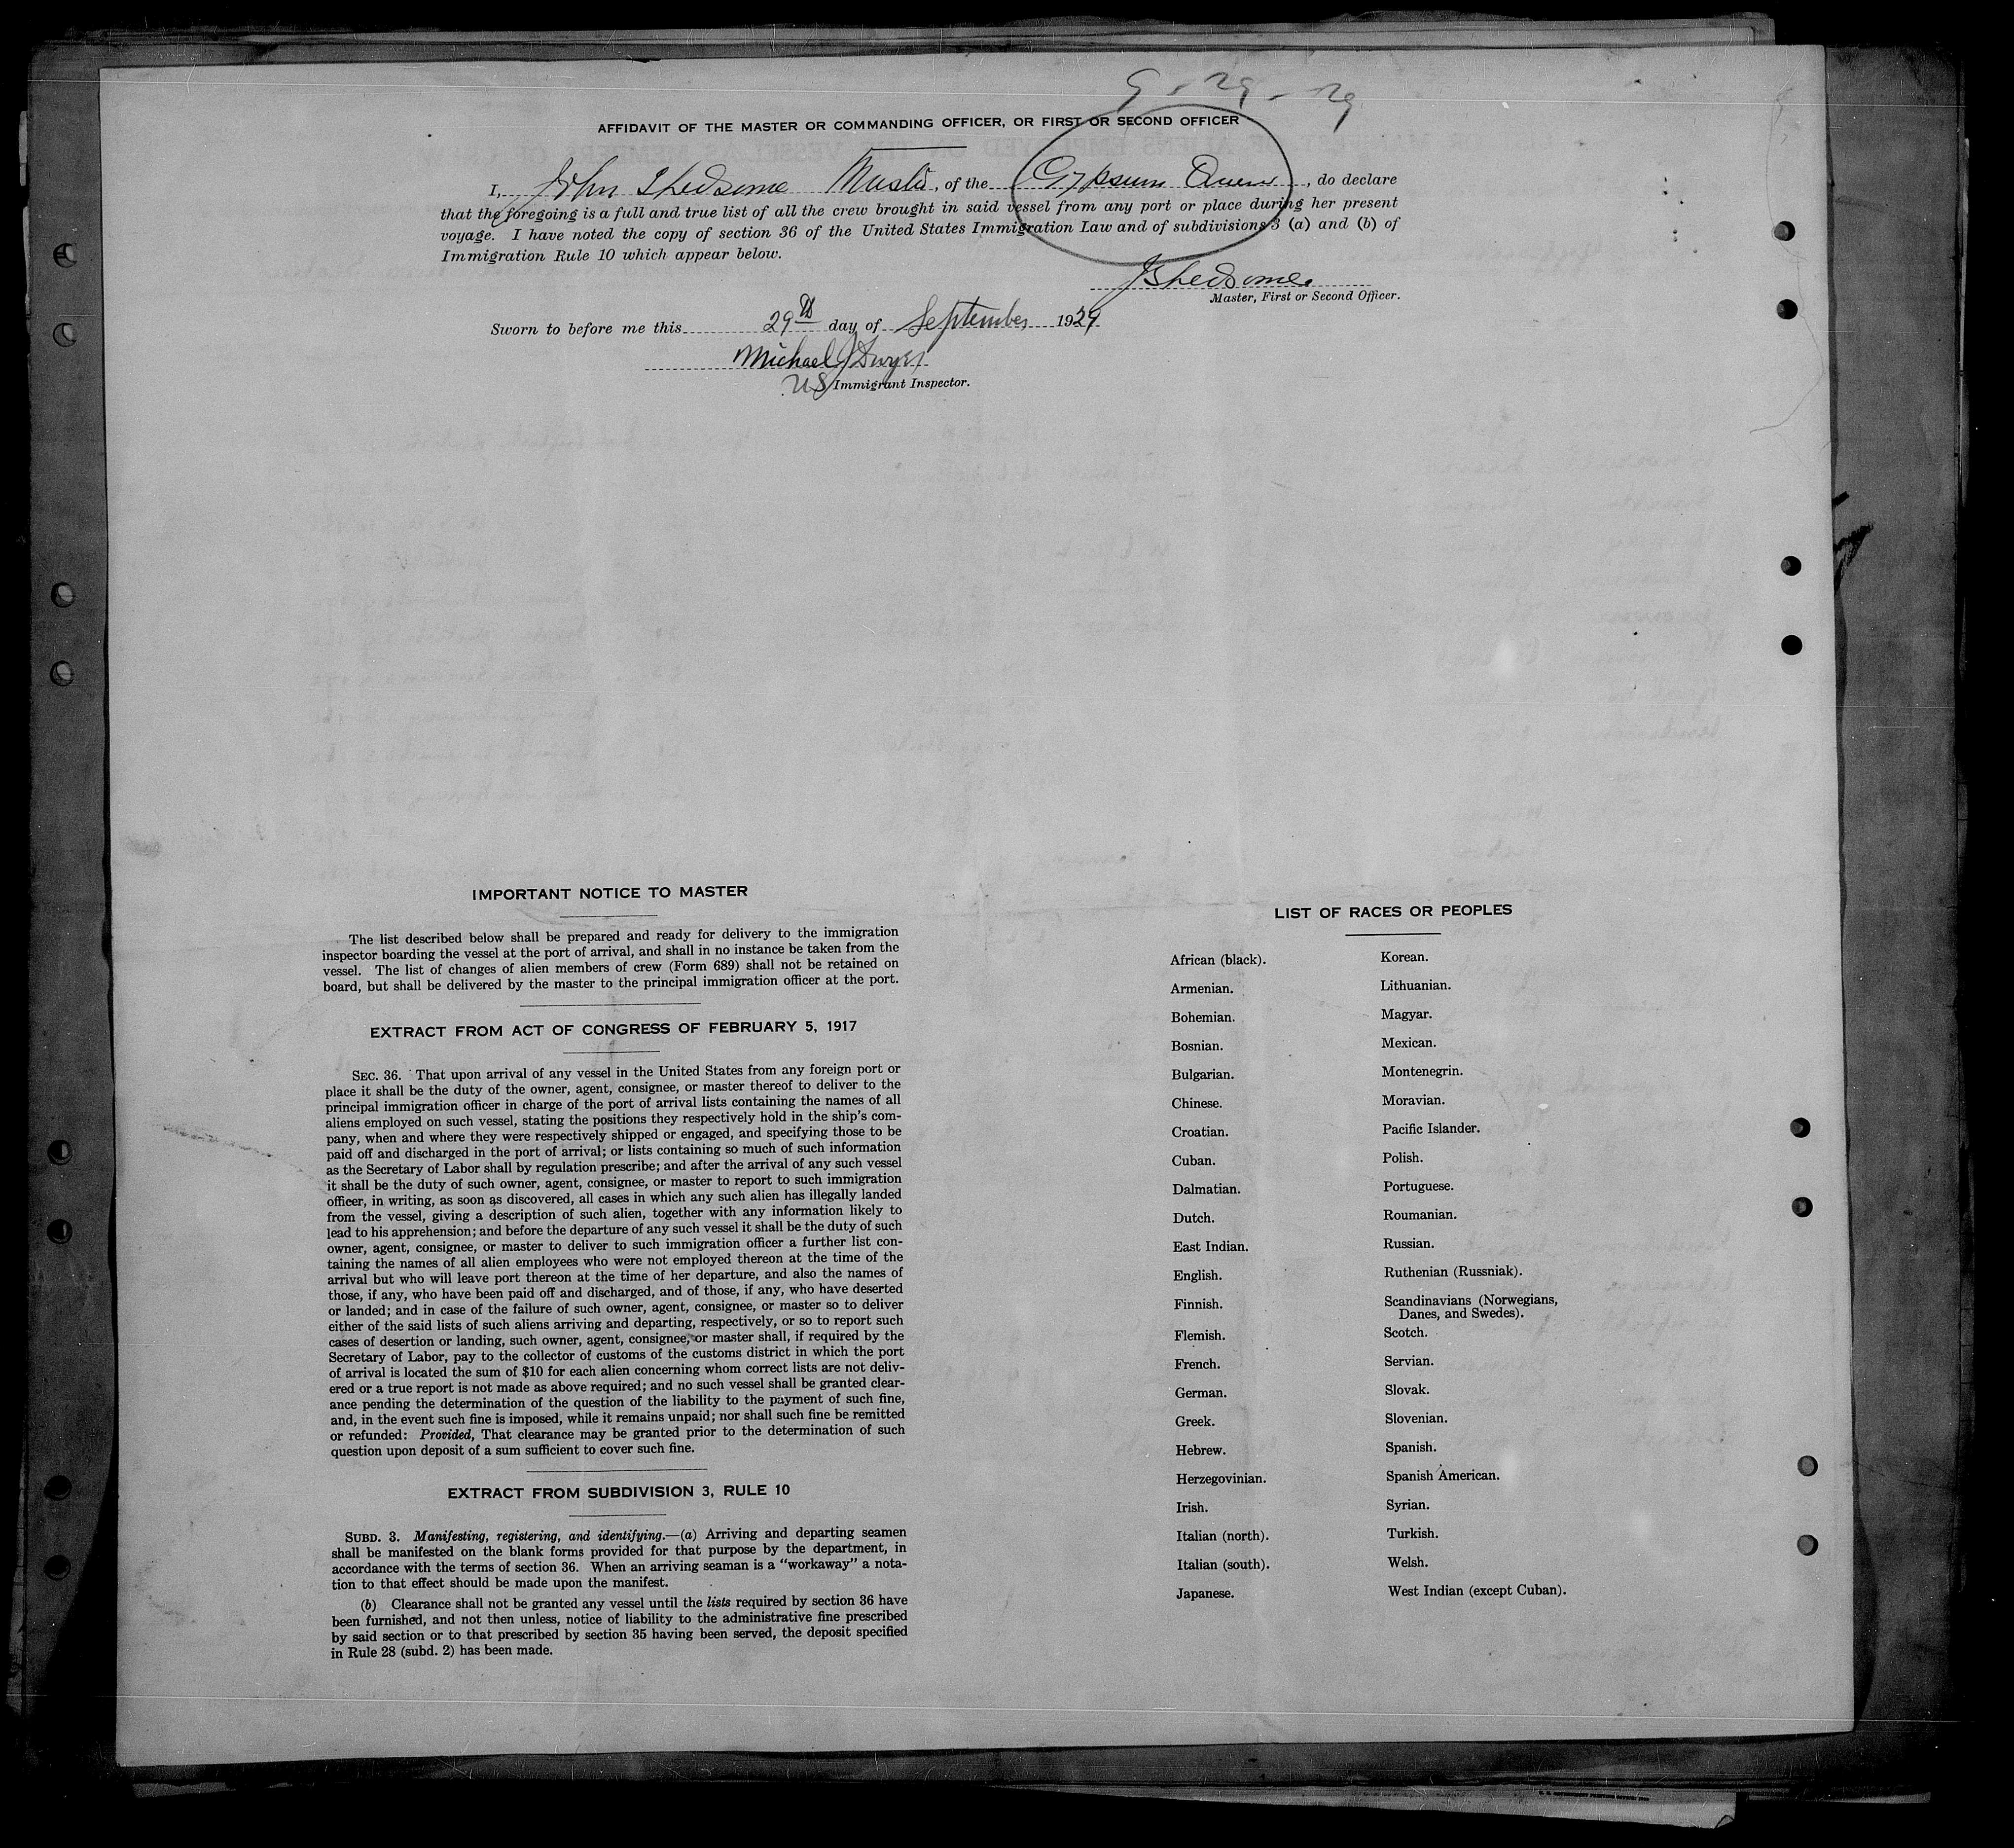 9 - 29 - 29
AFFIDAVIT OF THE MASTER OR COMMANDING OFFICER, OR FIRST OR SECOND OFFICER
I, John Shedsome Master, of the Gypsum Queen, do declare
that the foregoing is a full and true list of all the crew brought in said vessel from any port or place during her present
voyage. I have noted the copy of section 36 of the United States Immigration Law and of subdivisions 3 (a) and (b) of
Immigration Rule 10 which appear below.
JShedsome
Master, First or Second Officer.
Sworn to before me this 29th day of September 1929
Michael J Dwyer
US Immigrant Inspector.
IMPORTANT NOTICE TO MASTER
The list described below shall be prepared and ready for delivery to the immigration
inspector boarding the vessel at the port of arrival, and shall in no instance be taken from the
vessel. The list of changes of alien members of crew (Form 689) shall not be retained on
board, but shall be delivered by the master to the principal immigration officer at the port.
EXTRACT FROM ACT OF CONGRESS OF FEBRUARY 5, 1917
SEC. 36. That upon arrival of any vessel in the United States from any foreign port or
place it shall be the duty of the owner, agent, consignee, or master thereof to deliver to the
principal immigration officer in charge of the port of arrival lists containing the names of all
aliens employed on such vessel, stating the positions they respectively hold in the ship's com-
pany, when and where they were respectively shipped or engaged, and specifying those to be
paid off and discharged in the port of arrival; or lists containing so much of such information
as the Secretary of Labor shall by regulation prescribe; and after the arrival of any such vessel
it shall be the duty of such owner, agent, consignee, or master to report to such immigration
officer, in writing, as soon as discovered, all cases in which any such alien has illegally landed
from the vessel, giving a description of such alien, together with any information likely to
lead to his apprehension; and before the departure of any such vessel it shall be the duty of such
owner, agent, consignee, or master to deliver to such immigration officer a further list con-
taining the names of all alien employees who were not employed thereon at the time of the
arrival but who will leave port thereon at the time of her departure, and also the names of
those, if any, who have been paid off and discharged, and of those, if any, who have deserted
or landed; and in case of the failure of such owner, agent, consignee, or master so to deliver
either of the said lists of such aliens arriving and departing, respectively, or so to report such
cases of desertion or landing, such owner, agent, consignee, or master shall, if required by the
Secretary of Labor, pay to the collector of customs of the customs district in which the port
of arrival is located the sum of $10 for each alien concerning whom correct lists are not deliv-
ered or a true report is not made as above required; and no such vessel shall be granted clear-
ance pending the determination of the question of the liability to the payment of such fine,
and, in the event such fine is imposed, while it remains unpaid; nor shall such fine be remitted
or refunded: Provided, That clearance may be granted prior to the determination of such
question upon deposit of a sum sufficient to cover such fine.
EXTRACT FROM SUBDIVISION 3, RULE 10
SUBD. 3. Manifesting, registering, and identifying.—(a) Arriving and departing seamen
shall be manifested on the blank forms provided for that purpose by the department, in
accordance with the terms of section 36. When an arriving seaman is a "workaway" a nota-
tion to that effect should be made upon the manifest.
(b) Clearance shall not be granted any vessel until the lists required by section 36 have
been furnished, and not then unless, notice of liability to the administrative fine prescribed
by said section or to that prescribed by section 35 having been served, the deposit specified
in Rule 28 (subd. 2) has been made.
LIST OF RACES OR PEOPLES
African (black).
Armenian.
Bohemian.
Bosnian.
Bulgarian.
Chinese.
Croatian.
Cuban.
Dalmatian.
Dutch.
East Indian.
English.
Finnish.
Flemish.
French.
German.
Greek.
Hebrew.
Herzegovinian.
Irish.
Italian (north).
Italian (south).
Japanese.
Korean.
Lithuanian.
Magyar.
Mexican.
Montenegrin.
Moravian.
Pacific Islander.
Polish.
Portuguese.
Roumanian.
Russian.
Ruthenian (Russniak).
Scandinavians (Norwegians,
Danes, and Swedes).
Scotch.
Servian.
Slovak.
Slovenian.
Spanish.
Spanish American.
Syrian.
Turkish.
Welsh.
West Indian (except Cuban).